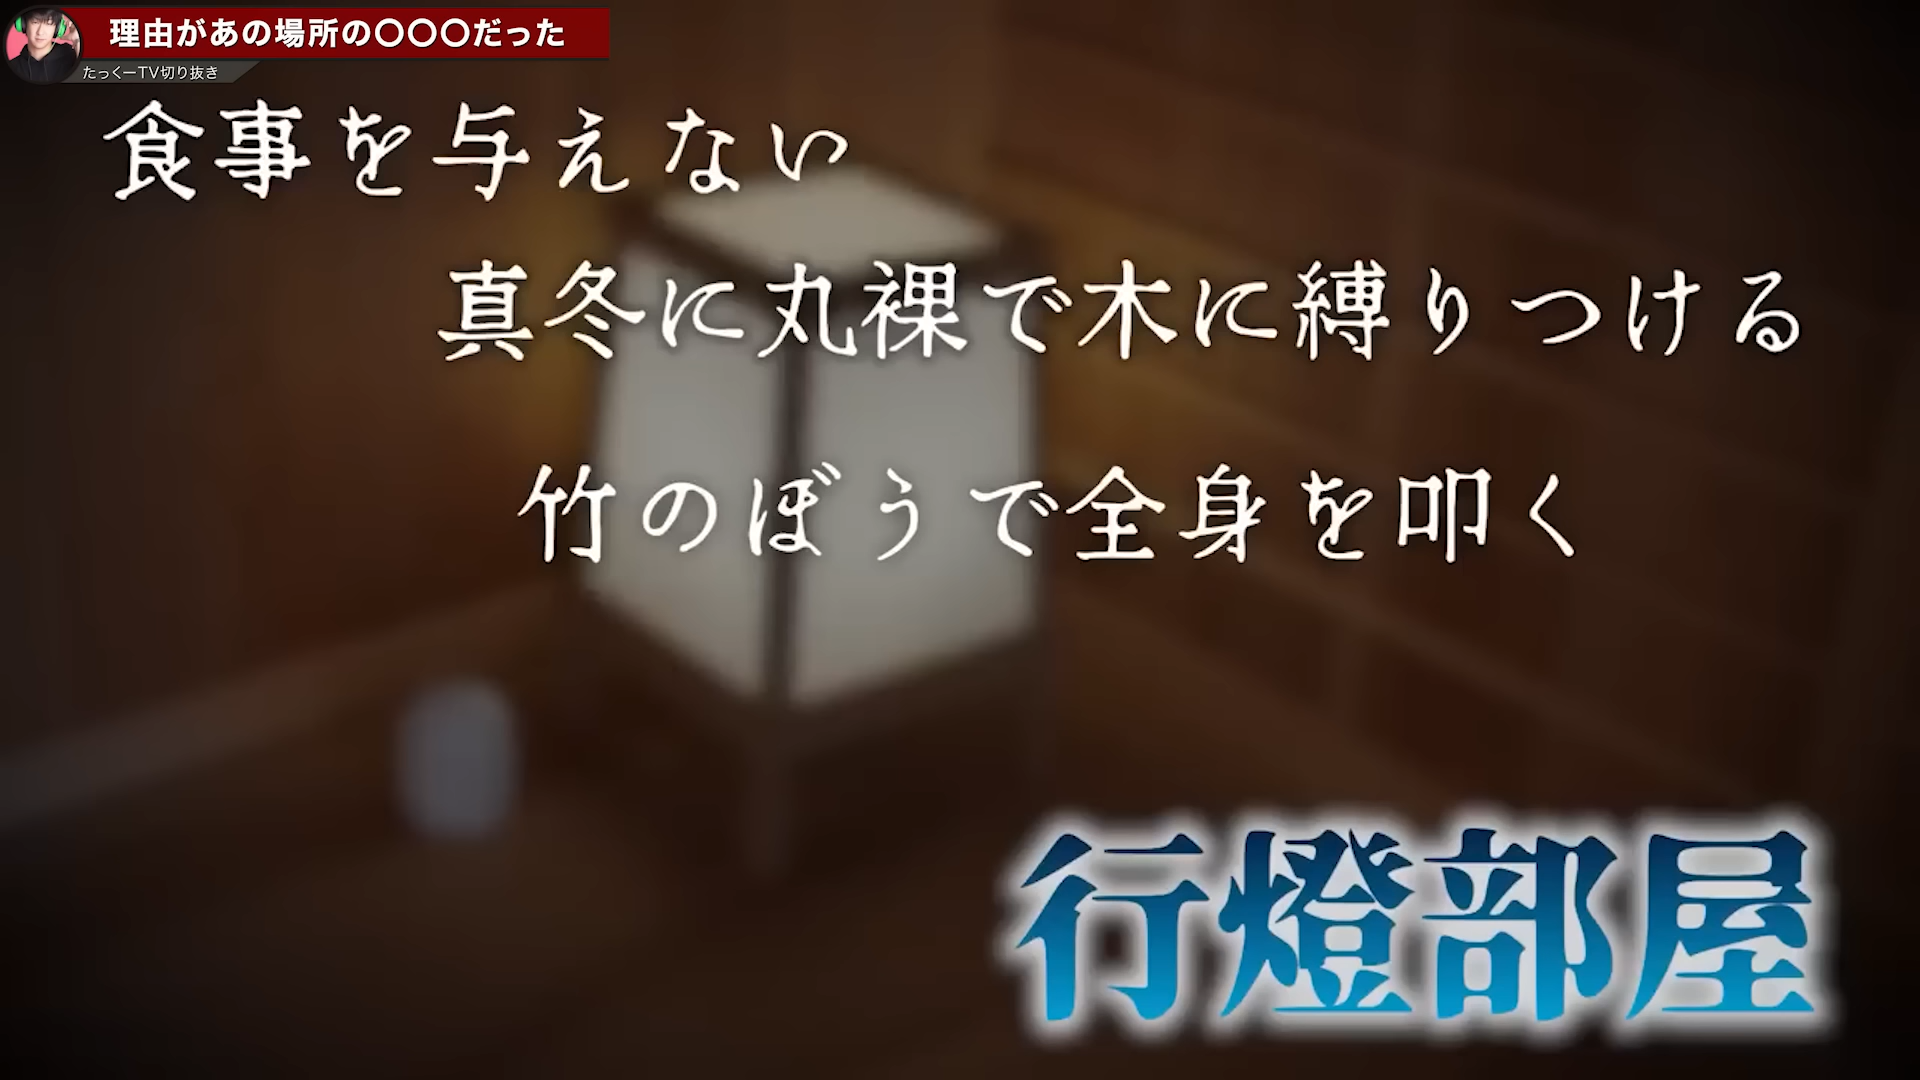 理由があの場所の〇〇〇だった
たっくーTV切り抜き
食事を与えない
真冬に丸裸で木に縛りつける
竹のぼうで全身を叩く
行燈部屋